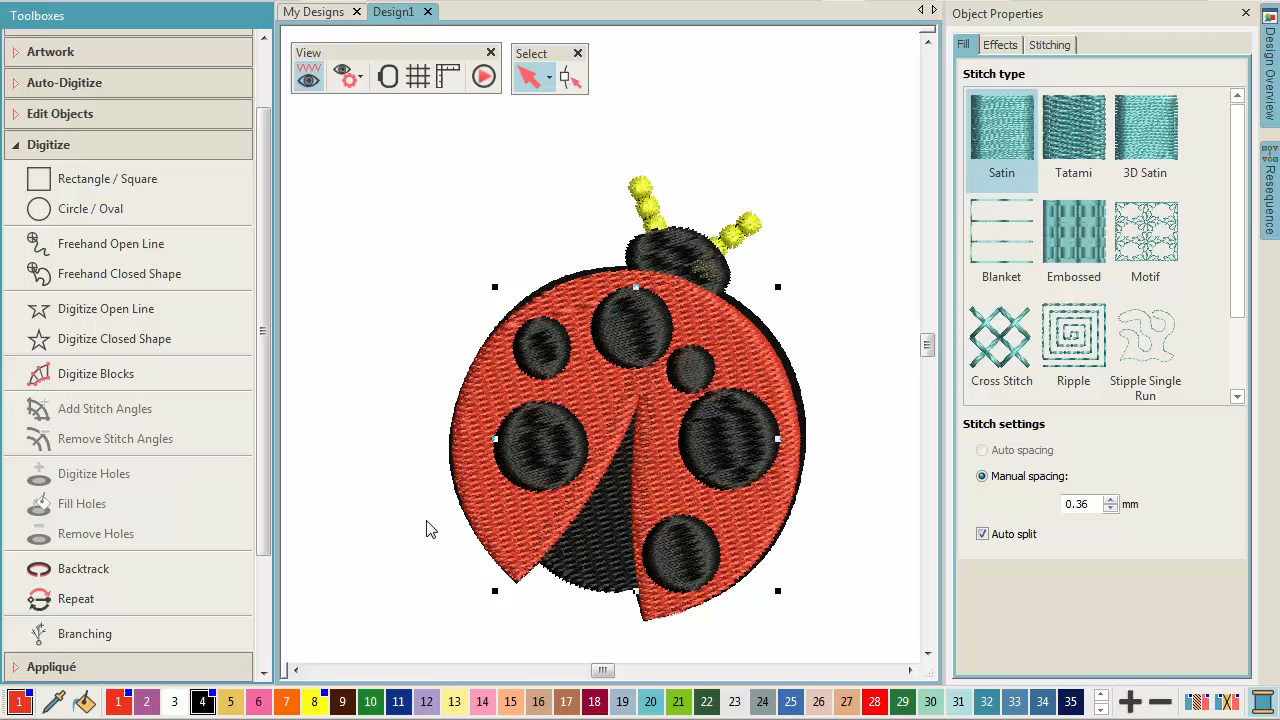 Toolboxes
Artwork
Auto-Digitize
Edit Objects
Digitize
Rectangle / Square
Circle / Oval
Freehand Open Line
Freehand Closed Shape
Digitize Open Line
Digitize Closed Shape
Digitize Blocks
Add Stitch Angles
Remove Stitch Angles
Digitize Holes
Fill Holes
Remove Holes
Backtrack
Repeat
Branching
Appliqué
My Designs
Design1
View
Select
Object Properties
Fill
Effects
Stitching
Stitch type
Satin
Tatami
3D Satin
Blanket
Embossed
Motif
Cross Stitch
Ripple
Stipple Single
Run
Stitch settings
Auto spacing
Manual spacing:
0.36
mm
Auto split
Design Overview
Resequence
1
1 2 3 4 5 6 7 8 9 10 11 12 13 14 15 16 17 18 19 20 21 22 23 24 25 26 27 28 29 30 31 32 33 34 35